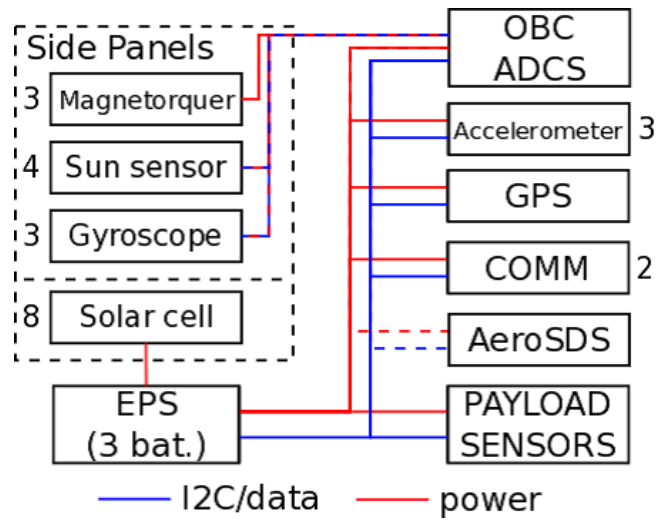 Side Panels
3 Magnetorquer
4 Sun sensor
3 Gyroscope
8 Solar cell
EPS
(3 bat.)
OBC
ADCS
Accelerometer 3
GPS
COMM 2
AeroSDS
PAYLOAD
SENSORS
I2C/data
power